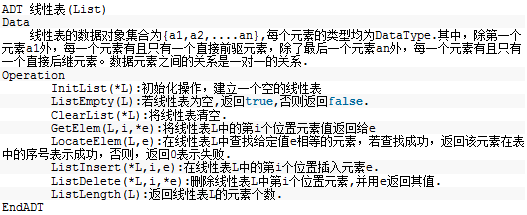 ADT 线性表(List)
Data
线性表的数据对象集合为{a1,a2,....an},每个元素的类型均为DataType.其中,除第一个
元素a1外，每一个元素有且只有一个直接前驱元素，除了最后一个元素an外，每一个元素有且只有
一个直接后继元素。数据元素之间的关系是一对一的关系.
Operation
InitList(*L):初始化操作，建立一个空的线性表
ListEmpty(L):若线性表为空,返回true,否则返回false.
ClearList(*L):将线性表清空.
GetElem(L,i,*e):将线性表L中的第i个位置元素值返回给e
LocateElem(L,e):在线性表L中查找给定值e相等的元素，若查找成功，返回该元素在表
中的序号表示成功，否则，返回0表示失败.
ListInsert(*L,i,e):在线性表L中的第i个位置插入元素e.
ListDelete(*L,i,*e):删除线性表L中第i个位置元素,并用e返回其值.
ListLength(L):返回线性表L的元素个数.
EndADT